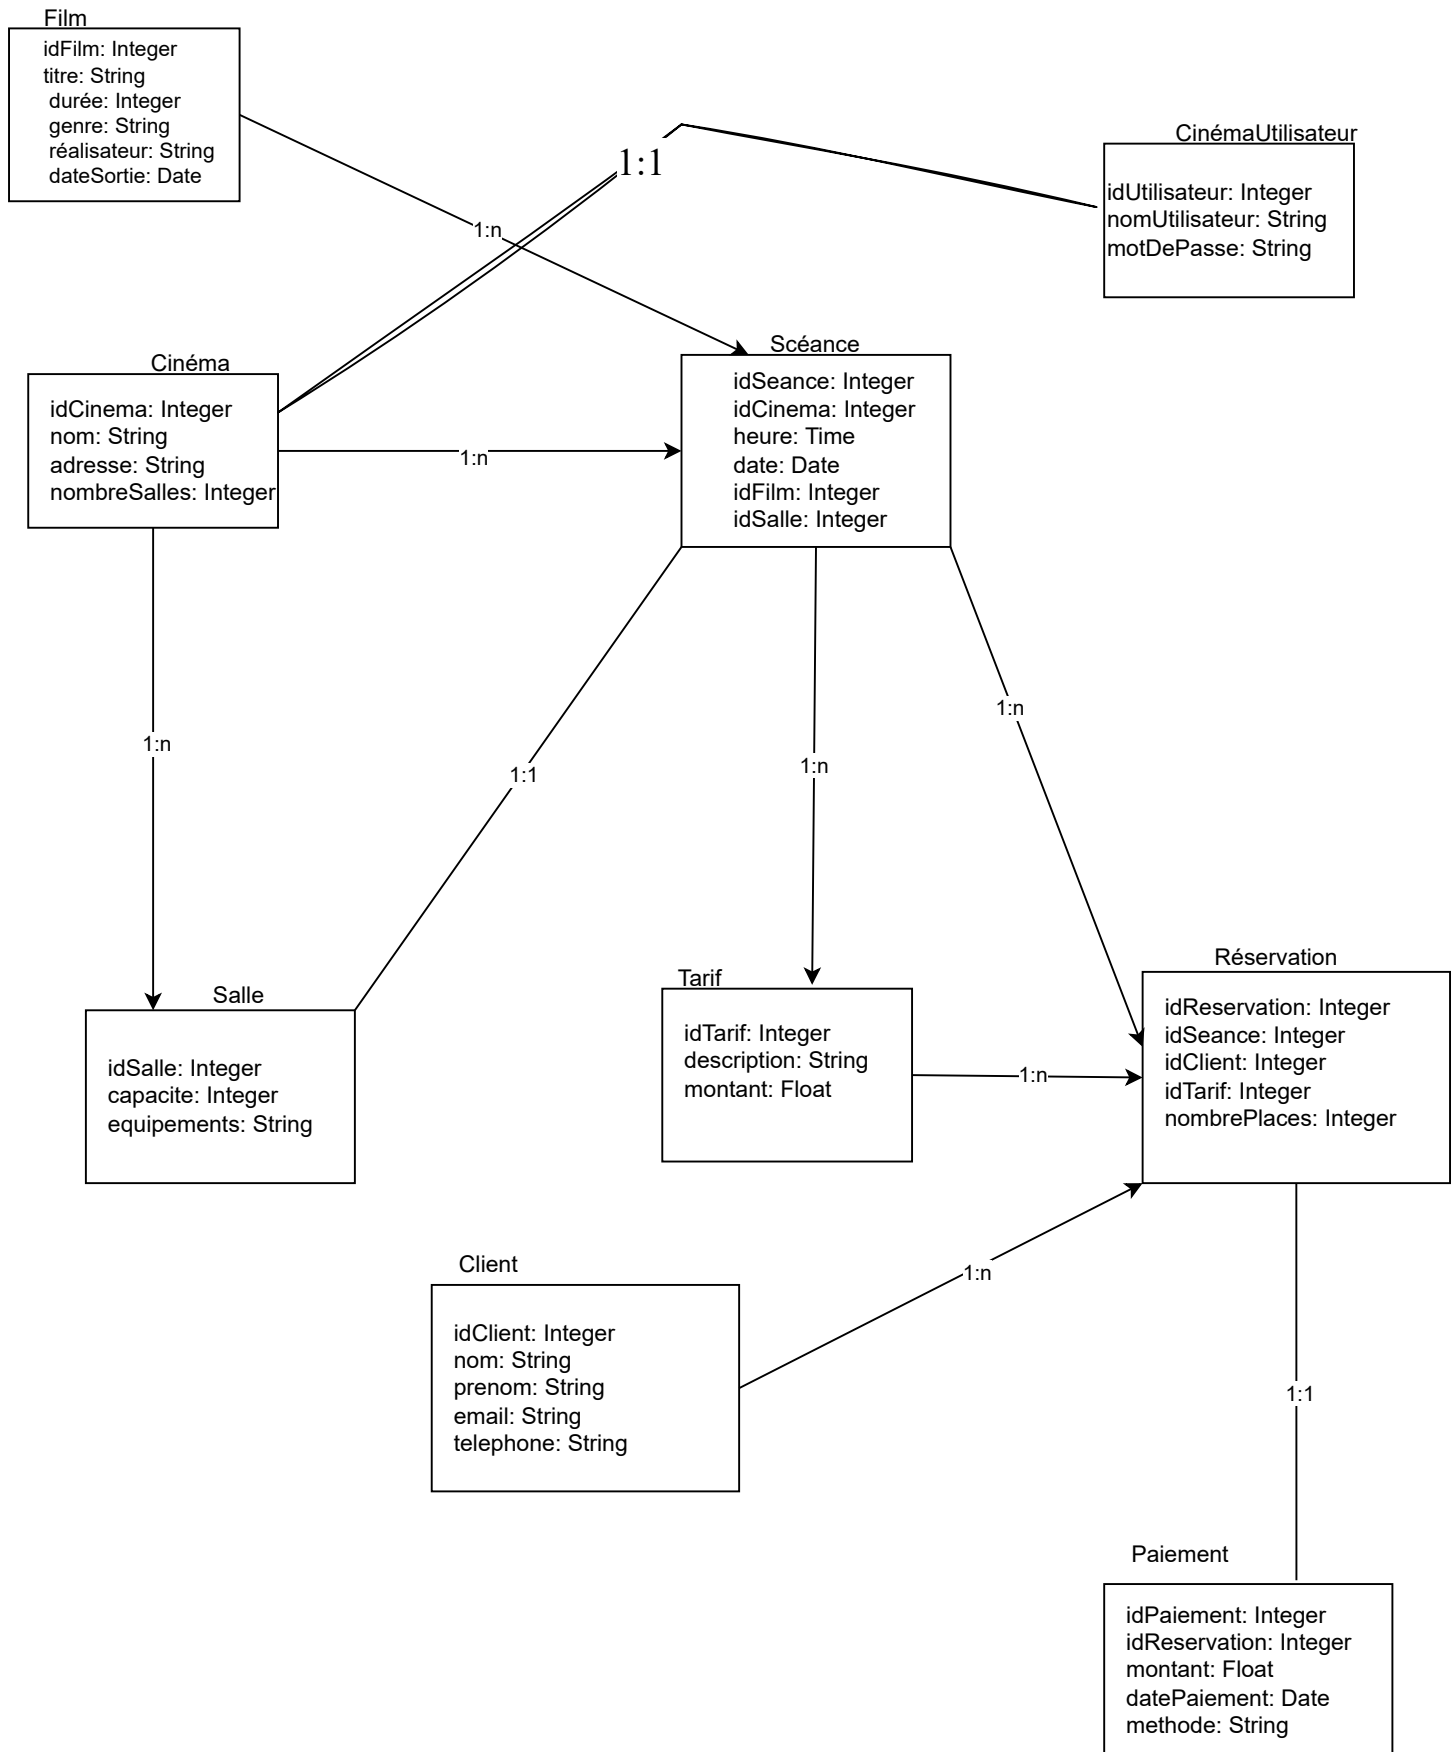 Film
idFilm: Integer
titre: String
durée: Integer
genre: String
réalisateur: String
dateSortie: Date
1:1
CinémaUtilisateur
idUtilisateur: Integer
nomUtilisateur: String
motDePasse: String
1:n
Cinéma
idCinema: Integer
nom: String
adresse: String
nombreSalles: Integer
1:n
Scéance
idSeance: Integer
idCinema: Integer
heure: Time
date: Date
idFilm: Integer
idSalle: Integer
1:n
1:1
1:n
1:n
Salle
idSalle: Integer
capacite: Integer
equipements: String
Tarif
idTarif: Integer
description: String
montant: Float
1:n
Réservation
idReservation: Integer
idSeance: Integer
idClient: Integer
idTarif: Integer
nombrePlaces: Integer
Client
idClient: Integer
nom: String
prenom: String
email: String
telephone: String
1:n
1:1
Paiement
idPaiement: Integer
idReservation: Integer
montant: Float
datePaiement: Date
methode: String